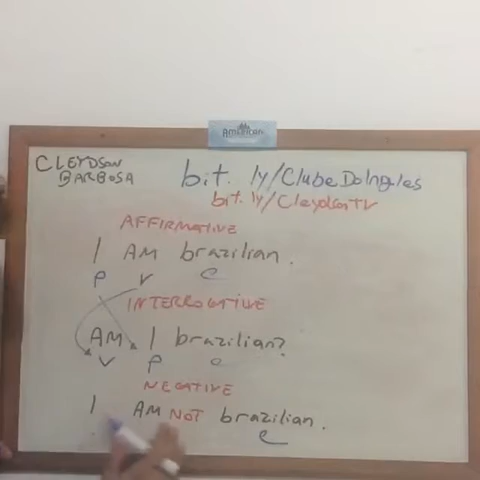 American
CLEYDSON
BARBOSA
bit.ly/ClubeDoIngles
bit.ly/Cleydsontv
AFFIRMATIVE
I AM brazilian.
P V C
INTERROGATIVE
AM I brazilian?
V P C
NEGATIVE
I AM NOT brazilian.
C